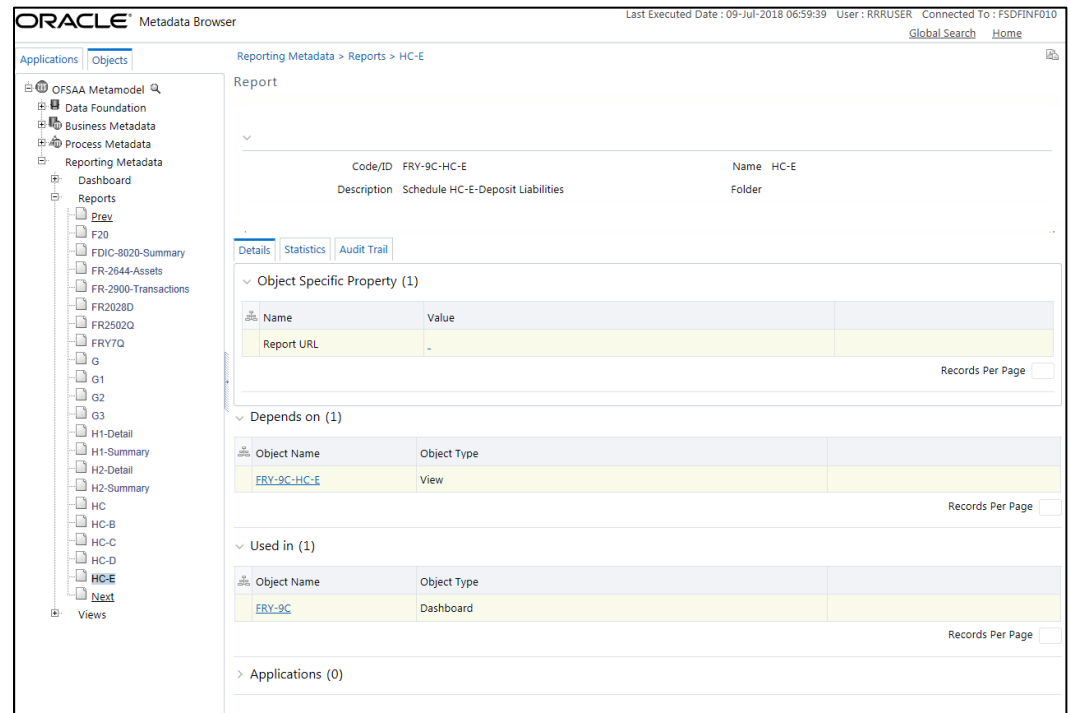 ORACLE® Metadata Browser
Last Executed Date : 09-Jul-2018 06:59:39 User : RRRUSER Connected To : FSDFINF010
Global Search Home
Applications Objects
OFSAA Metamodel
Data Foundation
Business Metadata
Process Metadata
Reporting Metadata
Dashboard
Reports
Prev
F20
FDIC-8020-Summary
FR-2644-Assets
FR-2900-Transactions
FR2028D
FR2502Q
FRY7Q
G
G1
G2
G3
H1-Detail
H1-Summary
H2-Detail
H2-Summary
HC
HC-B
HC-C
HC-D
HC-E
Next
Views
Reporting Metadata > Reports > HC-E
Report
Code/ID FRY-9C-HC-E Name HC-E
Description Schedule HC-E-Deposit Liabilities Folder
Details Statistics Audit Trail
Object Specific Property (1)
Name Value
Report URL -
Records Per Page
Depends on (1)
Object Name Object Type
FRY-9C-HC-E View
Records Per Page
Used in (1)
Object Name Object Type
FRY-9C Dashboard
Records Per Page
Applications (0)